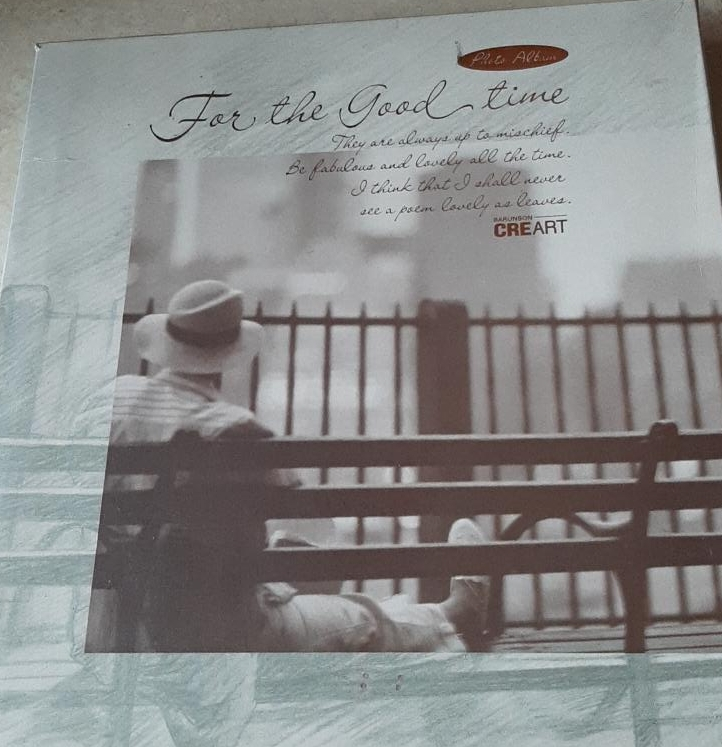 Photo Album
For the Good time
They are always up to mischief.
Be fabulous and lovely all the time.
I think that I shall never
see a poem lovely as leaves.
BARUNSON
CREART